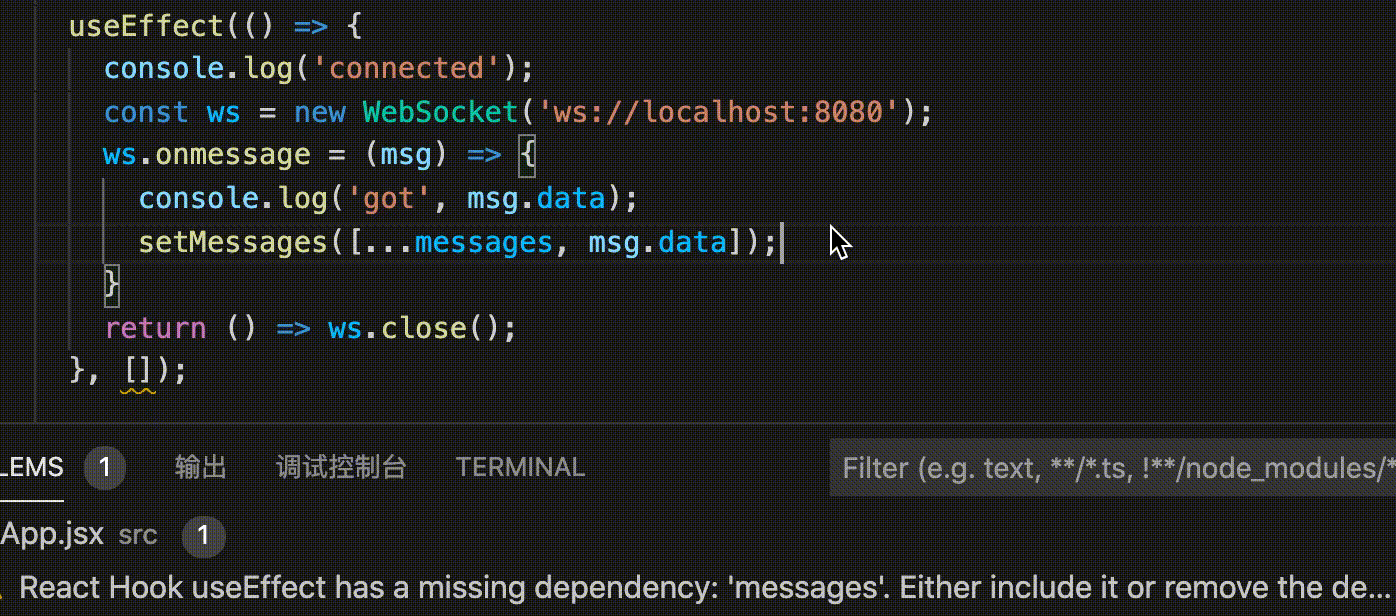 useEffect(() => {
console.log('connected');
const ws = new WebSocket('ws://localhost:8080');
ws.onmessage = (msg) => {
console.log('got', msg.data);
setMessages([...messages, msg.data]);
}
return () => ws.close();
}, []);
LEMS 1 输出 调试控制台 TERMINAL Filter (e.g. text, **/*.ts, !**/node_modules/*
App.jsx src 1
React Hook useEffect has a missing dependency: 'messages'. Either include it or remove the de...